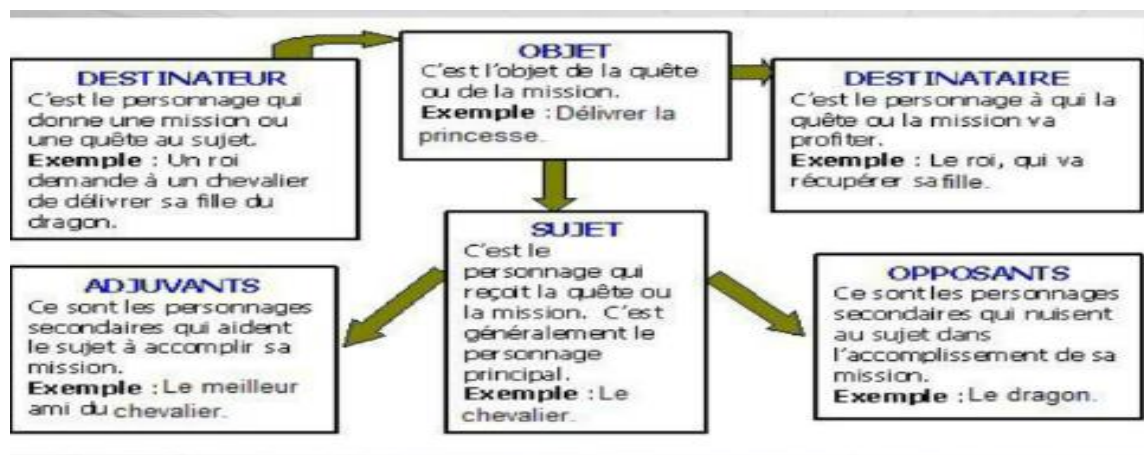 DESTINATEUR
C'est le personnage qui
donne une mission ou
une quête au sujet.
Exemple : Un roi
demande à un chevalier
de délivrer sa fille du
dragon.
OBJET
C'est l'objet de la quête
ou de la mission.
Exemple : Délivrer la
princesse.
DESTINATAIRE
C'est le personnage à qui la
quête ou la mission va
profiter.
Exemple : Le roi, qui va
récupérer sa fille.
ADJUVANTS
Ce sont les personnages
secondaires qui aident
le sujet à accomplir sa
mission.
Exemple : Le meilleur
ami du chevalier.
SUJET
C'est le
personnage qui
reçoit la quête ou
la mission. C'est
généralement le
personnage
principal.
Exemple : Le
chevalier.
OPPOSANTS
Ce sont les personnages
secondaires qui nuisent
au sujet dans
l'accomplissement de sa
mission.
Exemple : Le dragon.